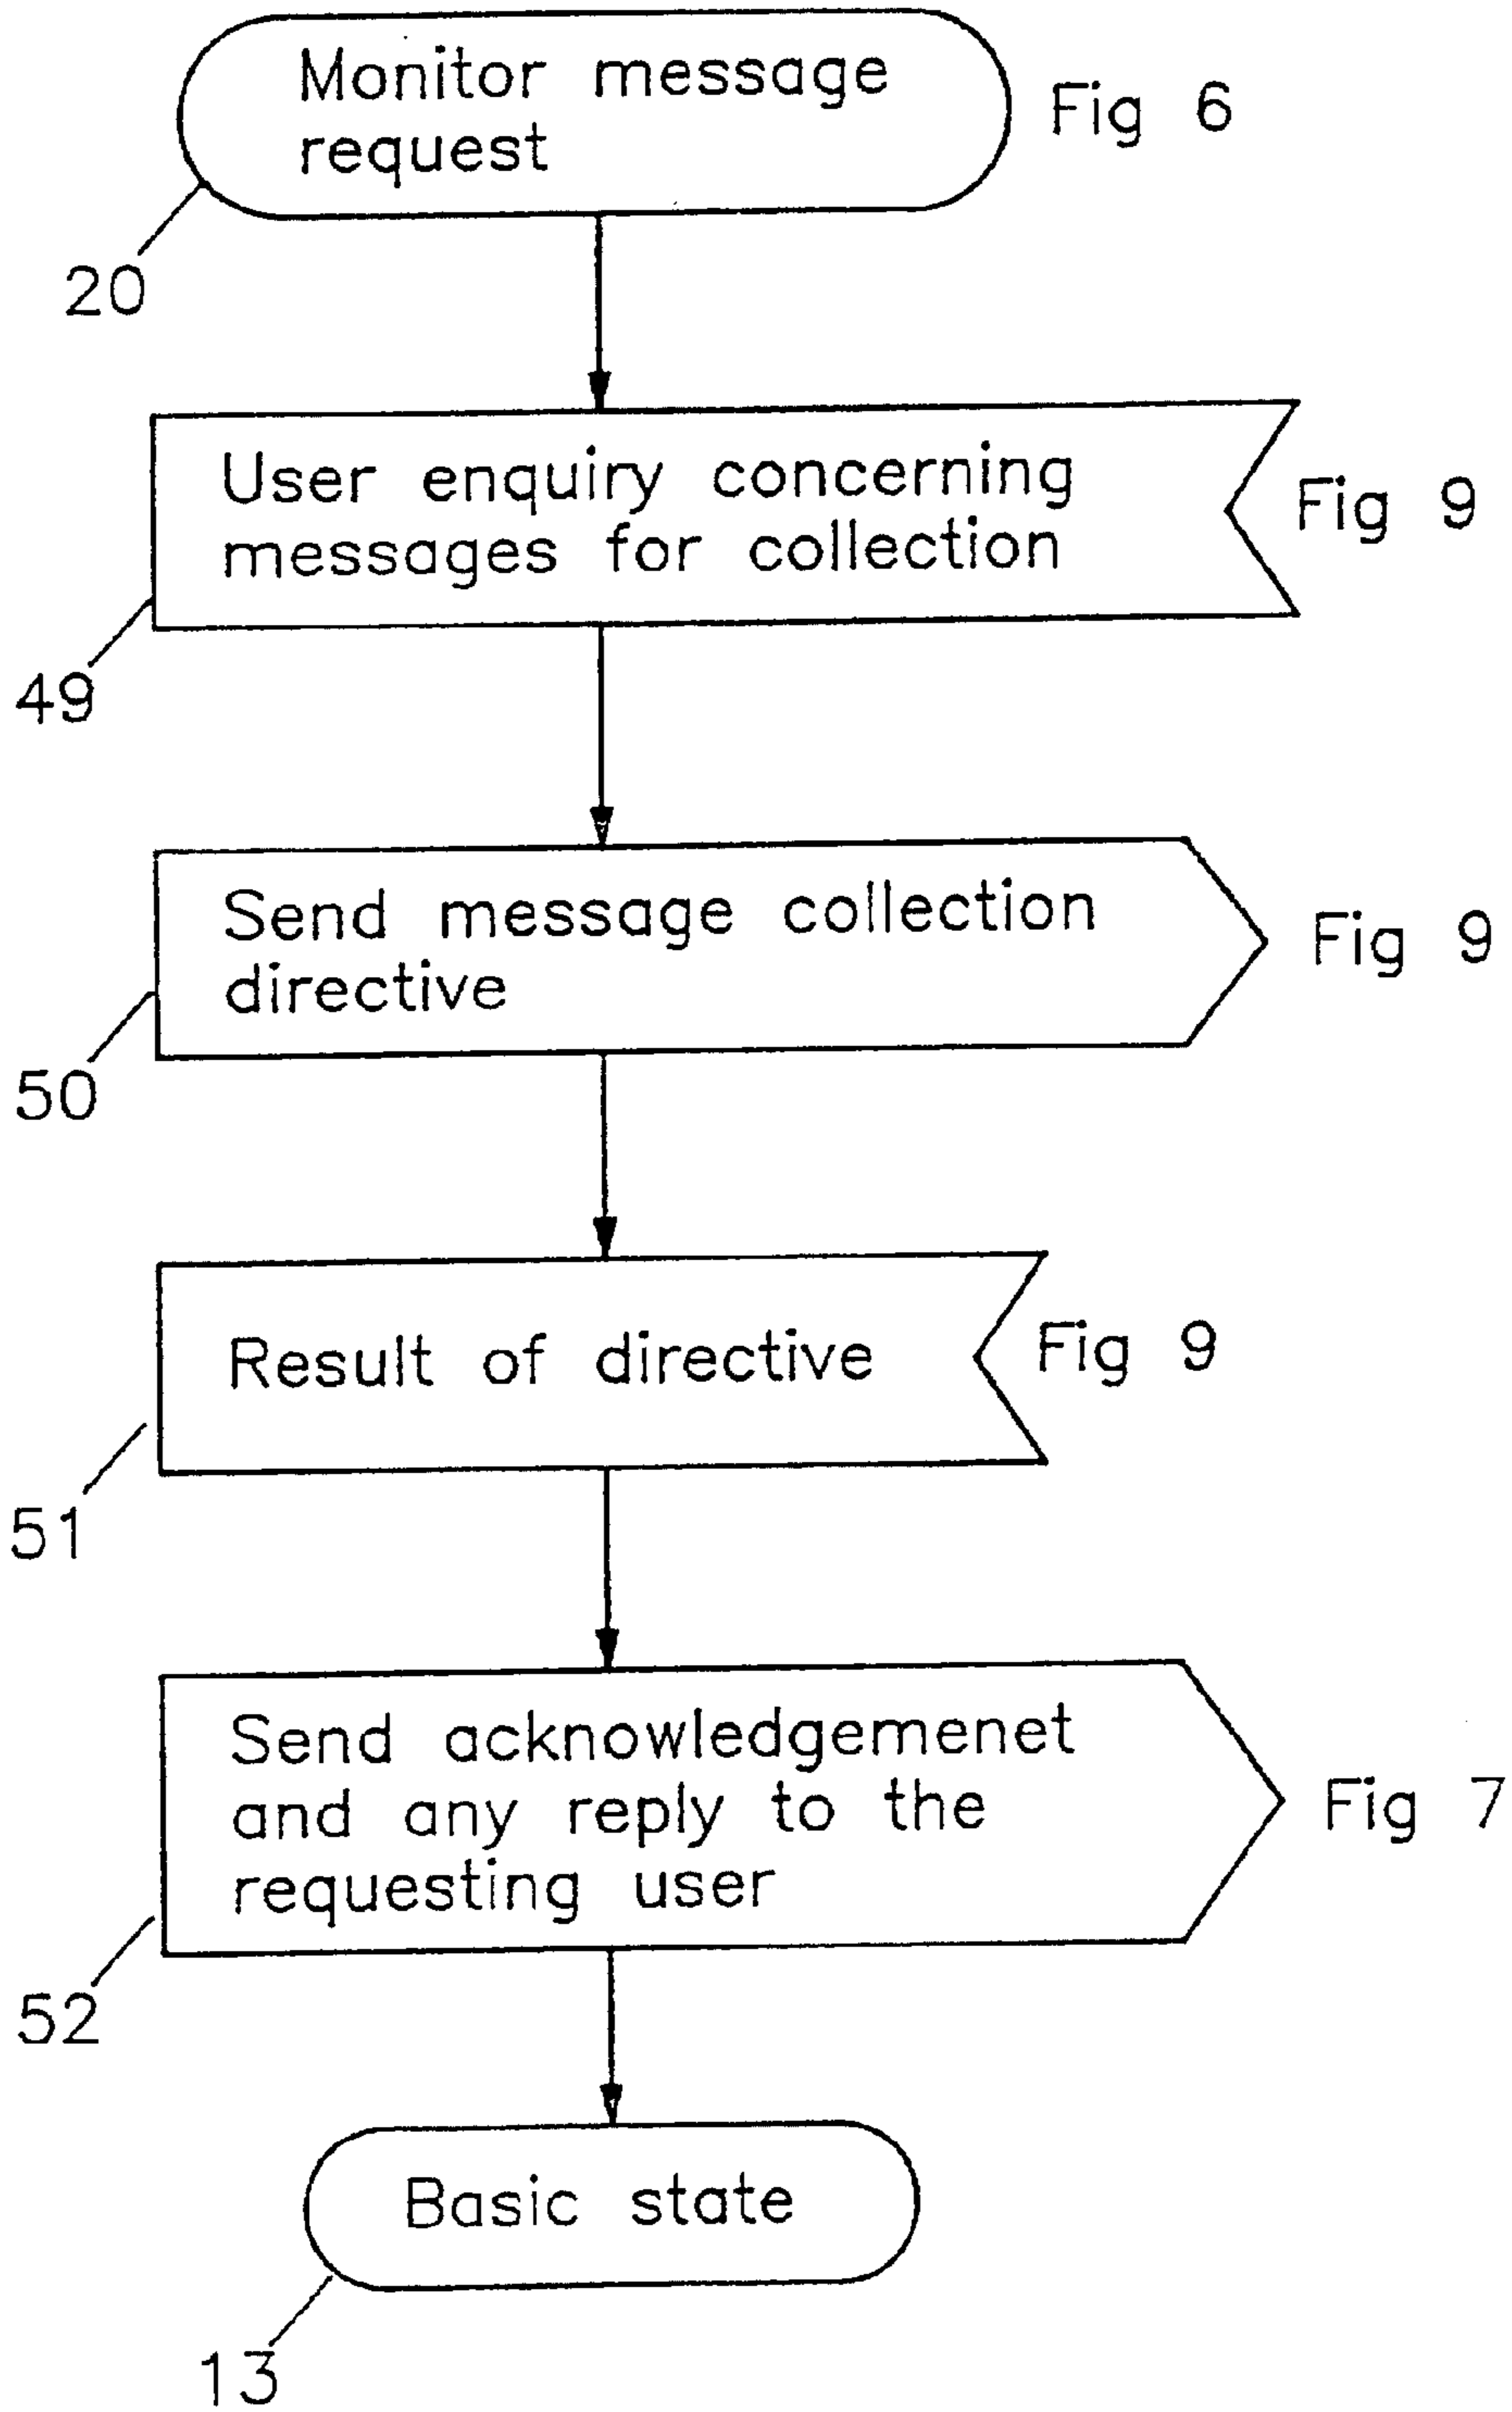 Monitor message
request
Fig 6
20
User enquiry concerning
messages for collection
Fig 9
49
Send message collection
directive
Fig 9
50
Result of directive
Fig 9
51
Send acknowledgemenet
and any reply to the
requesting user
Fig 7
52
Basic state
13